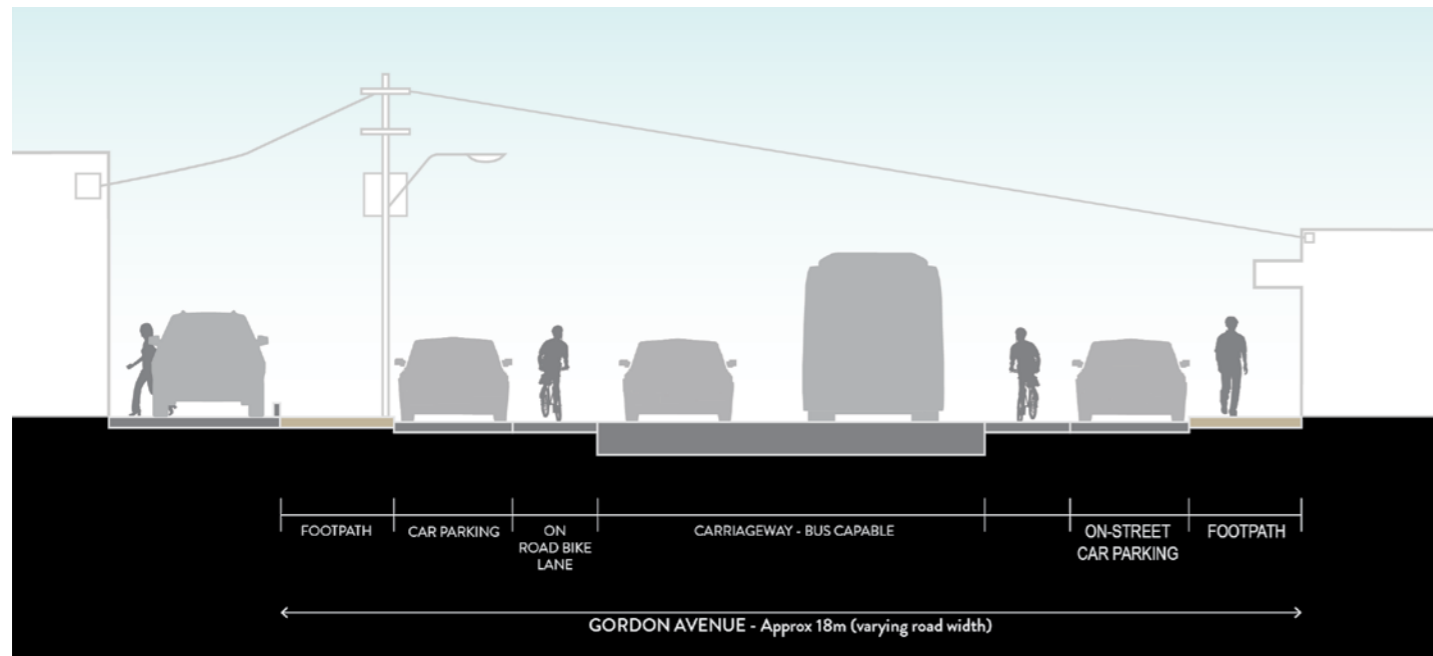 FOOTPATH
CAR PARKING
ON
ROAD BIKE
LANE
CARRIAGEWAY - BUS CAPABLE
ON-STREET
CAR PARKING
FOOTPATH
GORDON AVENUE - Approx 18m (varying road width)